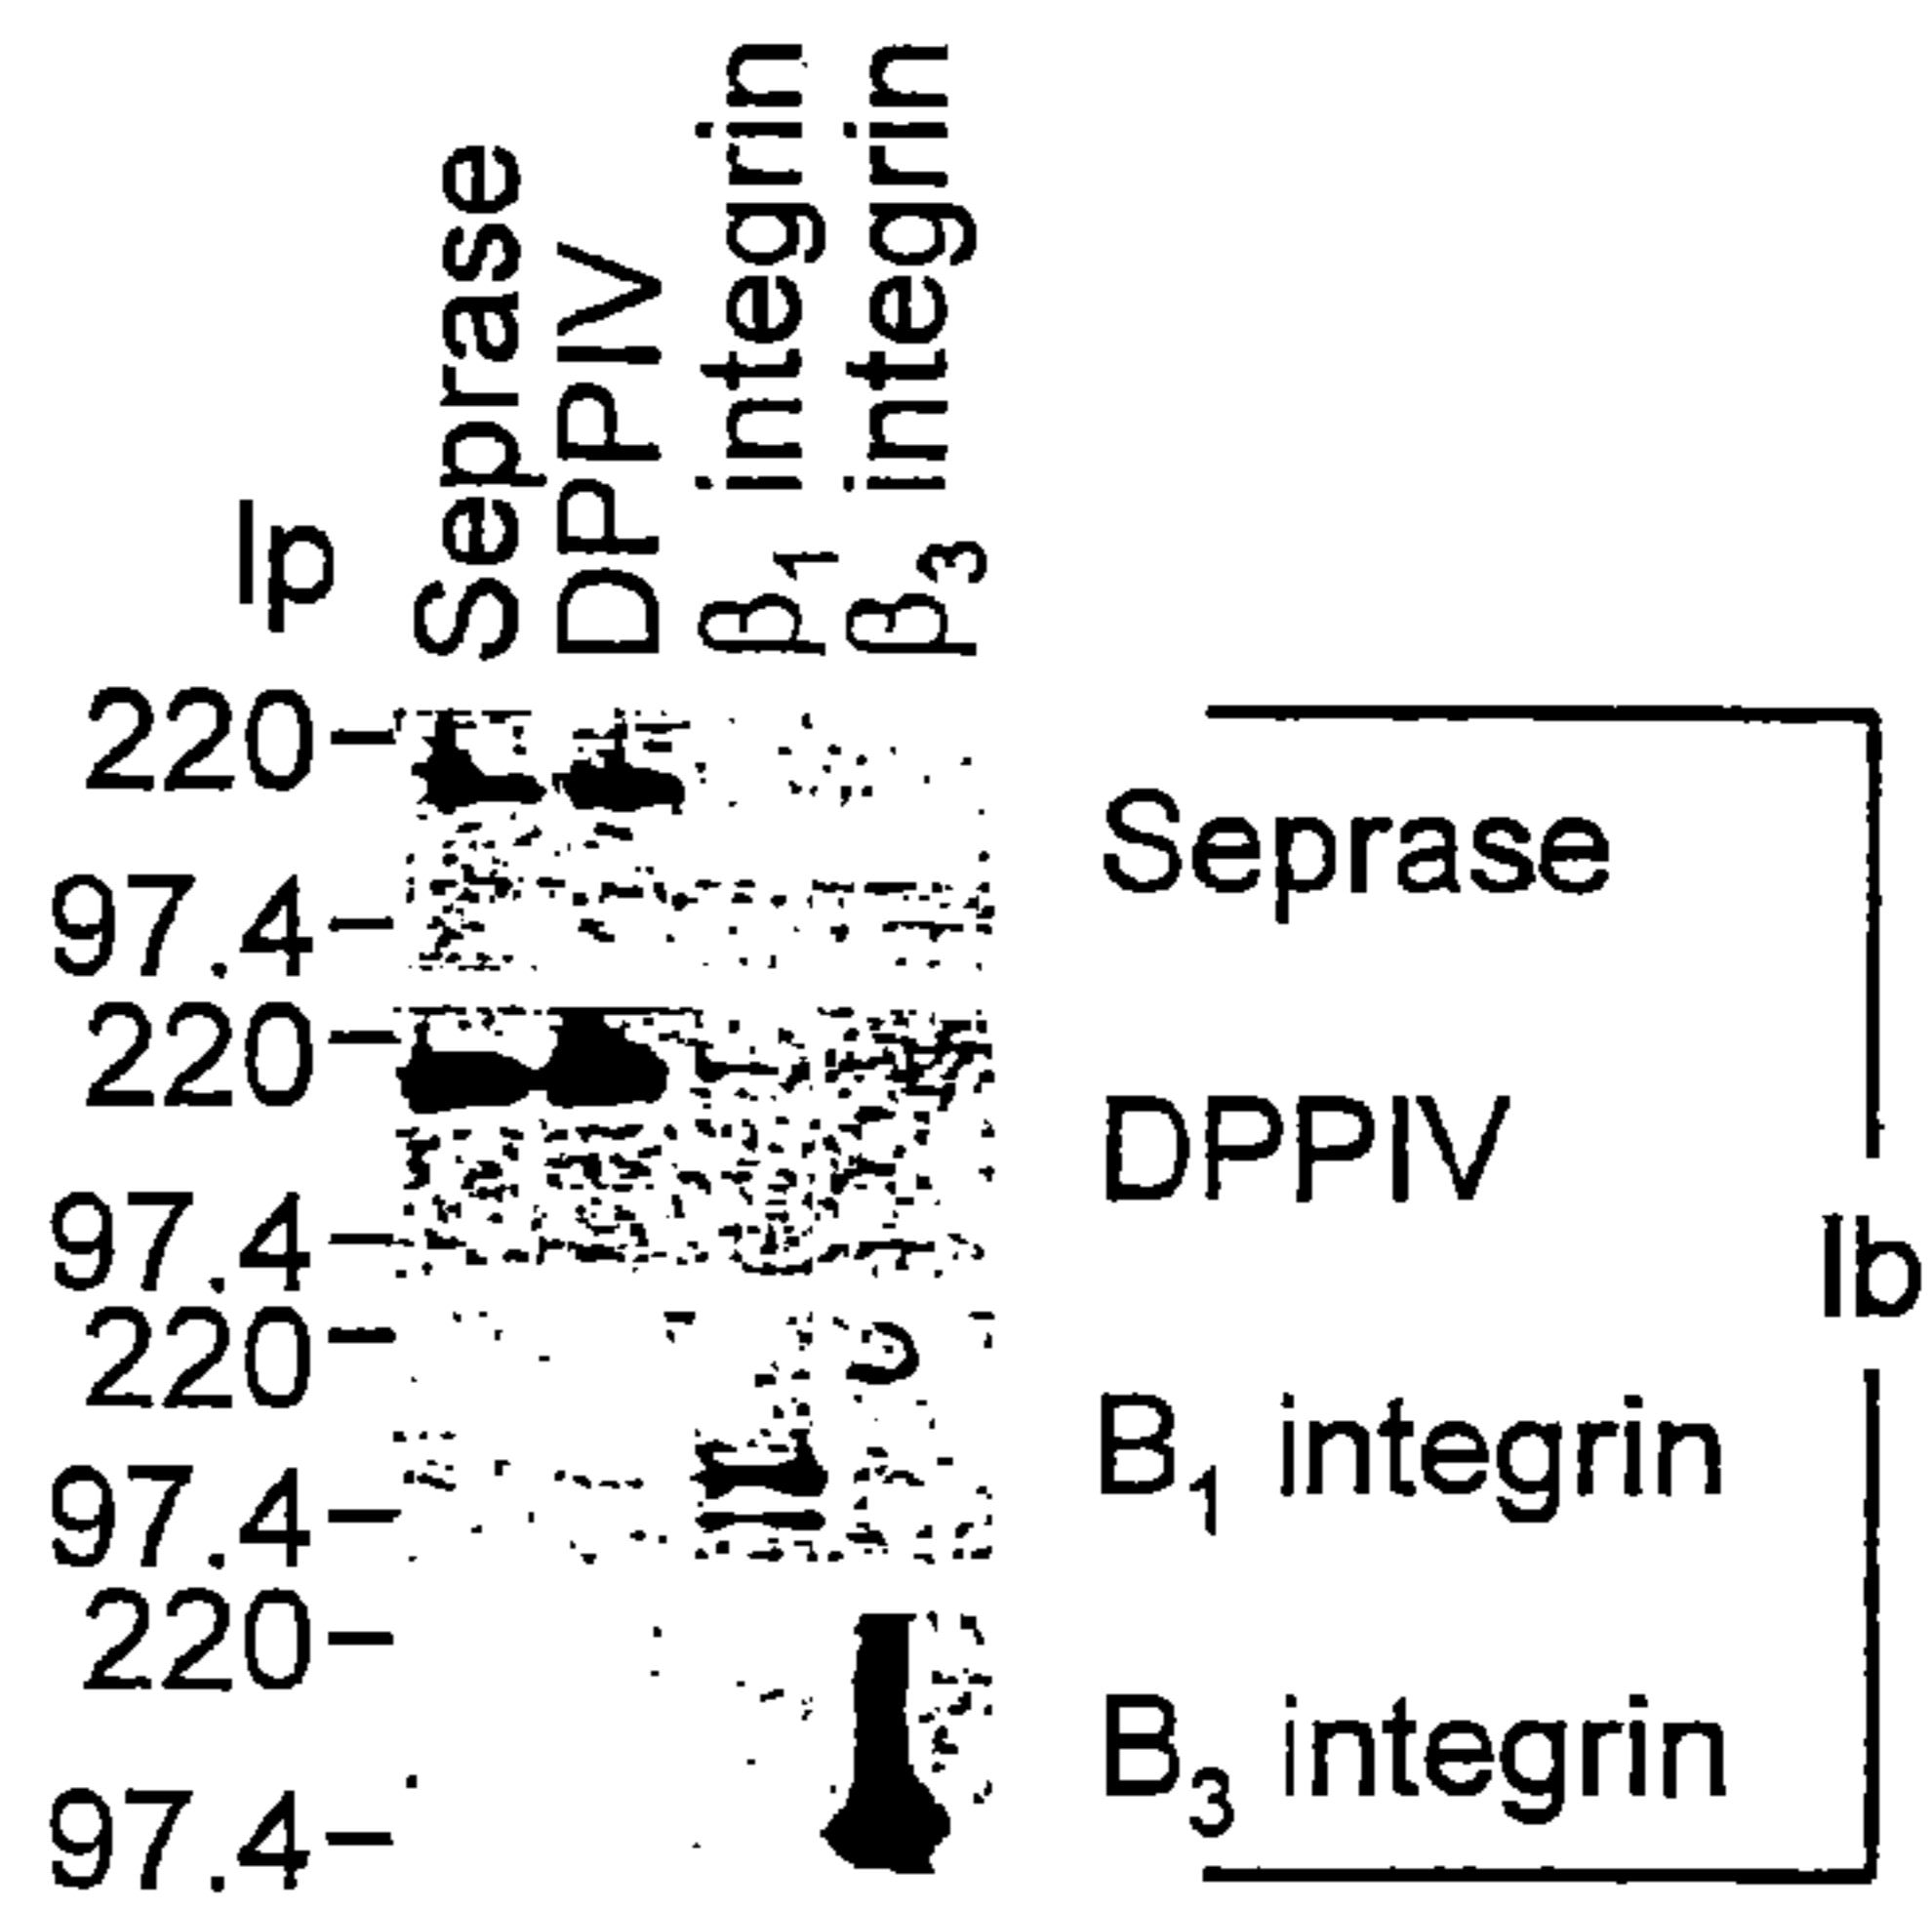 Ip
Seprase
DPPIV
β1 integrin
β3 integrin
220
97.4
Seprase
220
97.4
DPPIV
Ib
220
97.4
B1 integrin
220
97.4
B3 integrin